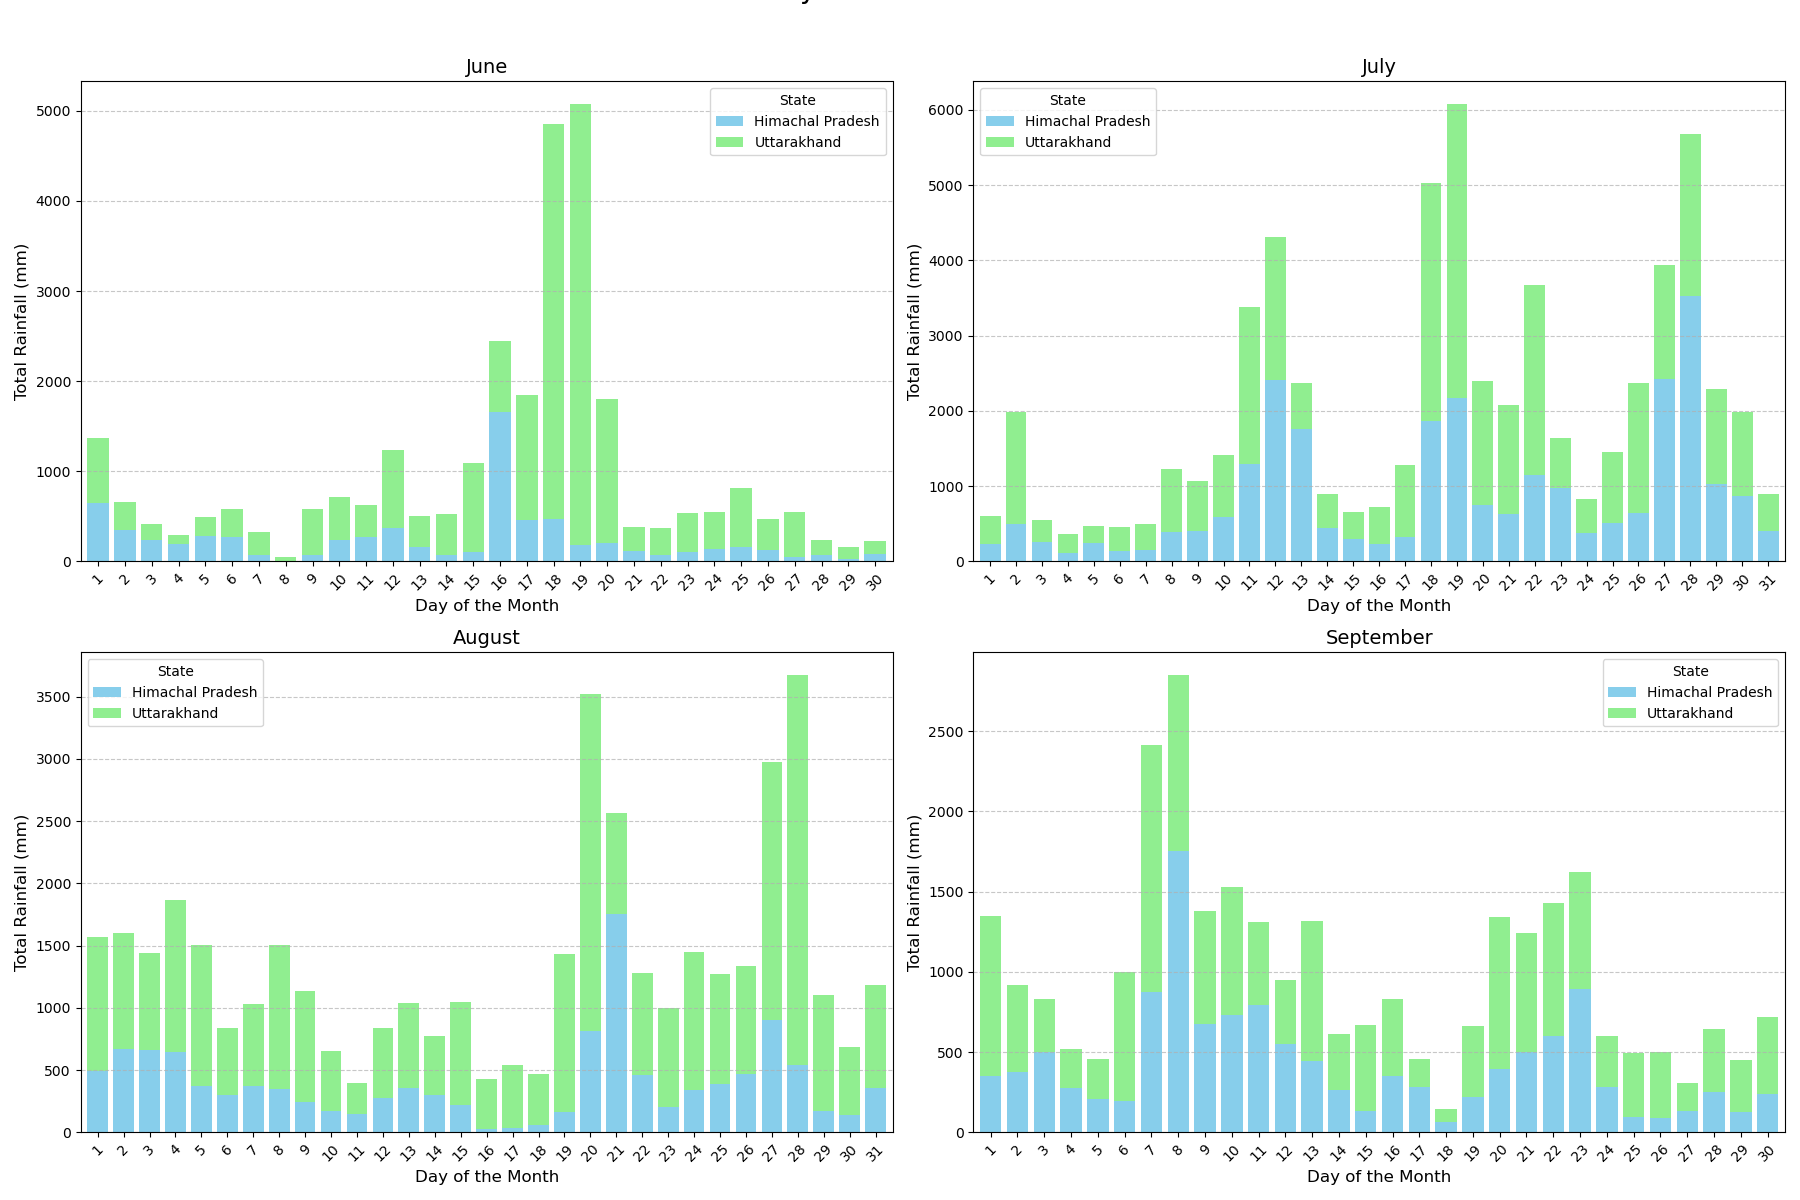 June
State
Himachal Pradesh
Uttarakhand
Total Rainfall (mm)
5000
4000
3000
2000
1000
0
1 2 3 4 5 6 7 8 9 10 11 12 13 14 15 16 17 18 19 20 21 22 23 24 25 26 27 28 29 30
Day of the Month
July
State
Himachal Pradesh
Uttarakhand
Total Rainfall (mm)
6000
5000
4000
3000
2000
1000
0
1 2 3 4 5 6 7 8 9 10 11 12 13 14 15 16 17 18 19 20 21 22 23 24 25 26 27 28 29 30 31
Day of the Month
August
State
Himachal Pradesh
Uttarakhand
Total Rainfall (mm)
3500
3000
2500
2000
1500
1000
500
0
1 2 3 4 5 6 7 8 9 10 11 12 13 14 15 16 17 18 19 20 21 22 23 24 25 26 27 28 29 30 31
Day of the Month
September
State
Himachal Pradesh
Uttarakhand
Total Rainfall (mm)
2500
2000
1500
1000
500
0
1 2 3 4 5 6 7 8 9 10 11 12 13 14 15 16 17 18 19 20 21 22 23 24 25 26 27 28 29 30
Day of the Month